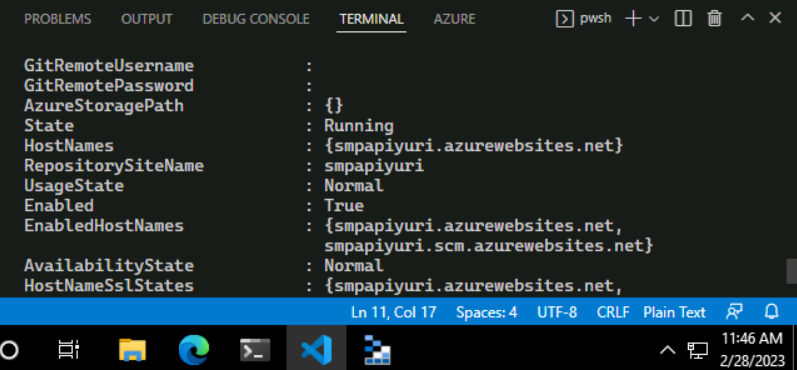 PROBLEMS OUTPUT DEBUG CONSOLE TERMINAL AZURE pwsh
GitRemoteUsername :
GitRemotePassword :
AzureStoragePath : {}
State : Running
HostNames : {smpapiyuri.azurewebsites.net}
RepositorySiteName : smpapiyuri
UsageState : Normal
Enabled : True
EnabledHostNames : {smpapiyuri.azurewebsites.net,
smpapiyuri.scm.azurewebsites.net}
AvailabilityState : Normal
HostNameSslStates : {smpapiyuri.azurewebsites.net,
Ln 11, Col 17 Spaces: 4 UTF-8 CRLF Plain Text
11:46 AM
2/28/2023